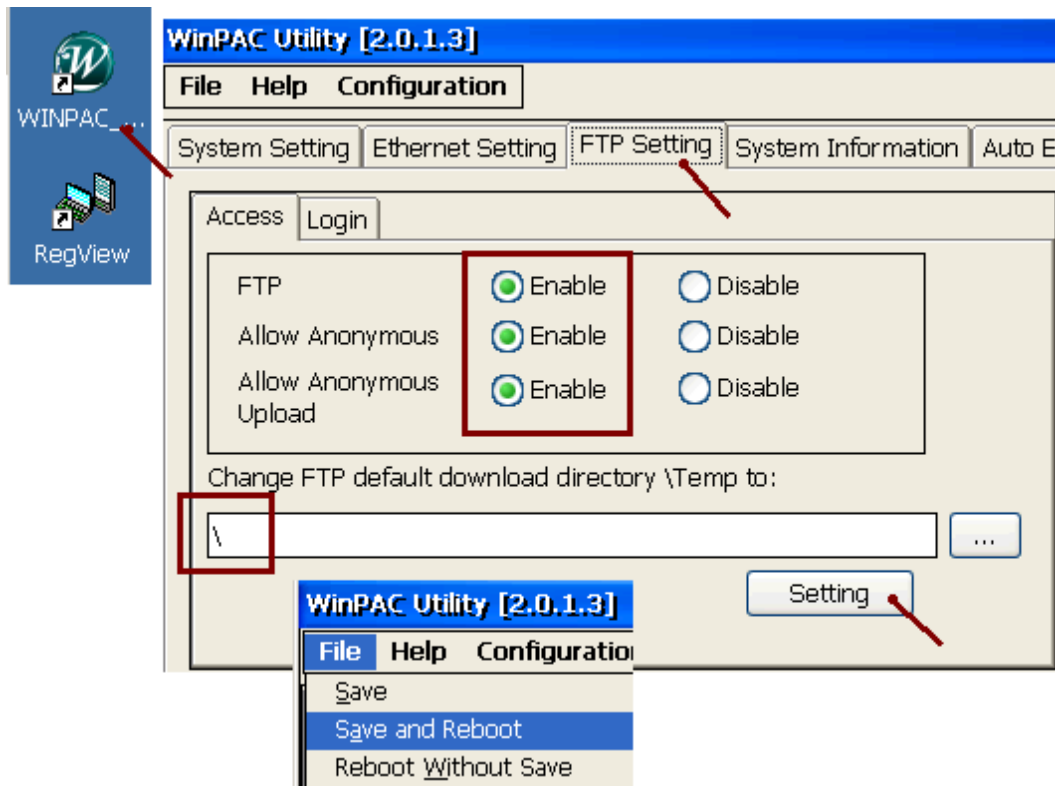 WINPAC_...
RegView
WinPAC Utility [2.0.1.3]
File Help Configuration
System Setting Ethernet Setting FTP Setting System Information Auto E
Access Login
FTP Enable Disable
Allow Anonymous Enable Disable
Allow Anonymous Upload Enable Disable
Change FTP default download directory \Temp to:
\ ...
Setting
WinPAC Utility [2.0.1.3]
File Help Configuratio
Save
Save and Reboot
Reboot Without Save